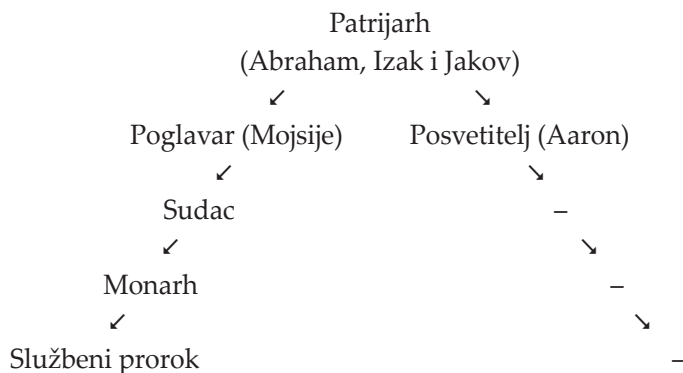 Patrijarh
(Abraham, Izak i Jakov)
↙ ↘
Poglavar (Mojsije) Posvetitelj (Aaron)
↙ ↘
Sudac –
↙ ↘
Monarh –
↙ ↘
Službeni prorok –